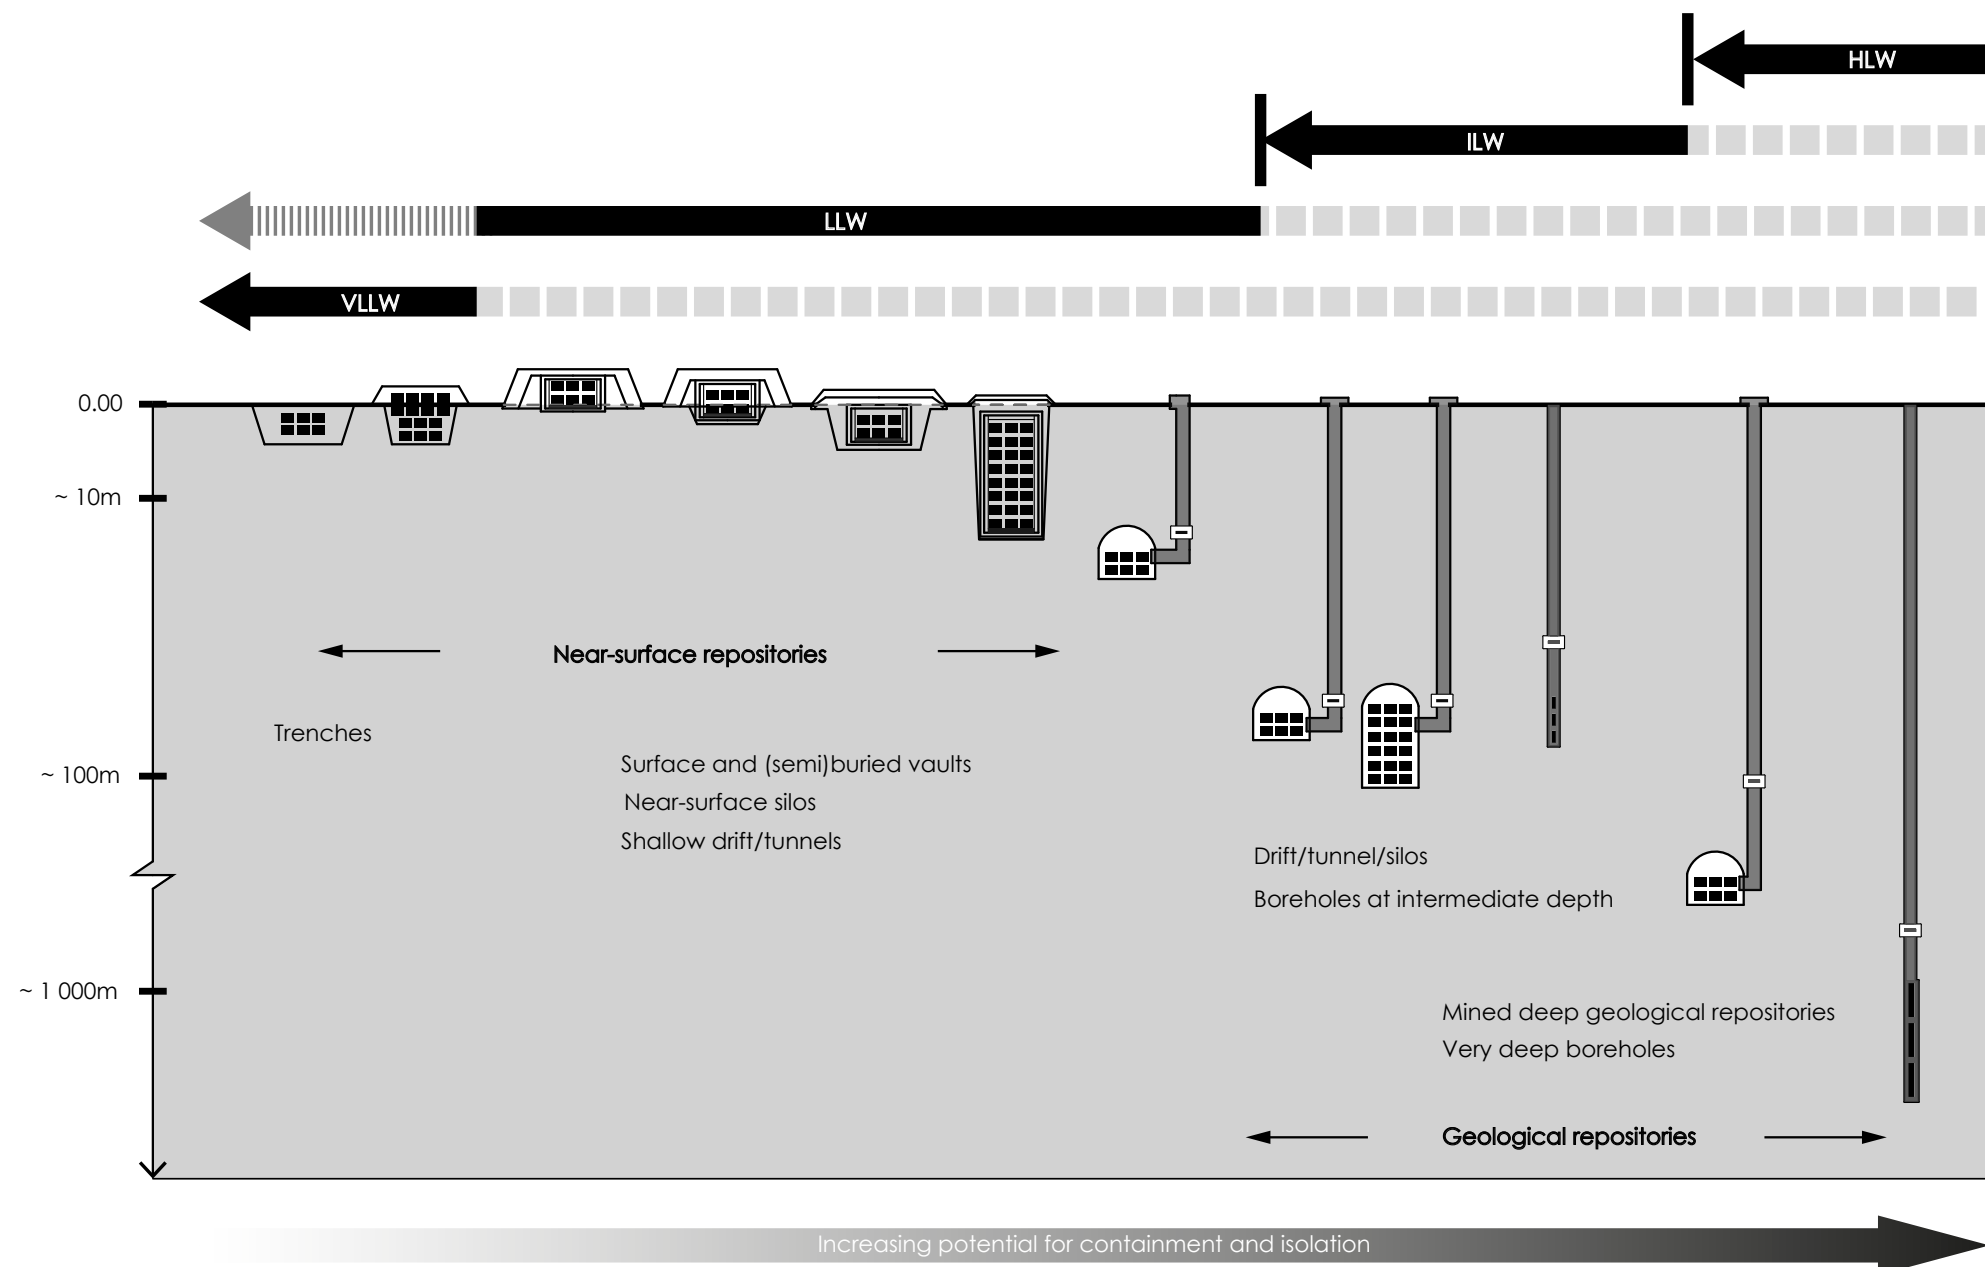 HLW
ILW
LLW
VLLW
0.00
~ 10m
Near-surface repositories
Trenches
Surface and (semi)buried vaults
~ 100m
Near-surface silos
Shallow drift/tunnels
Drift/tunnel/silos
Boreholes at intermediate depth
~ 1 000m
Mined deep geological repositories
Very deep boreholes
Geological repositories
Increasing potential for containment and isolation